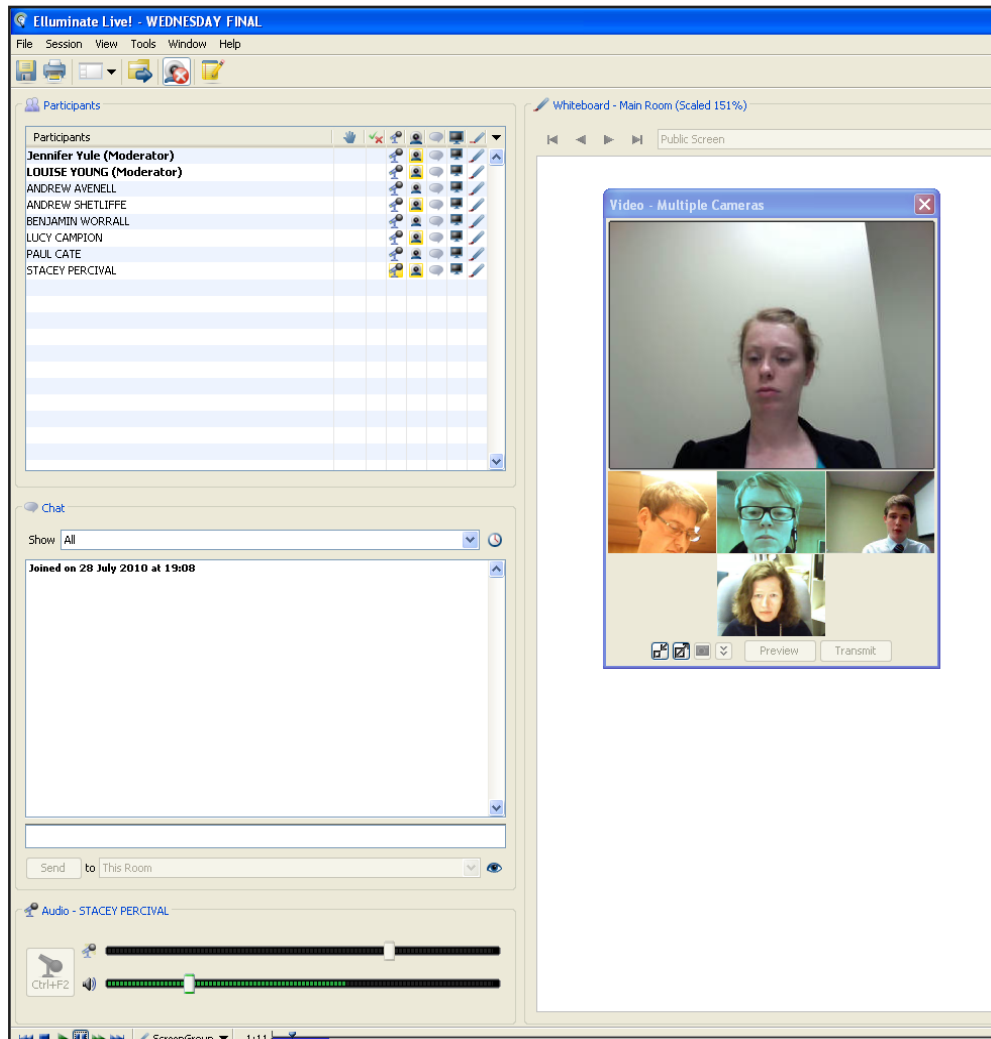 Elluminate Live! - WEDNESDAY FINAL
File Session View Tools Window Help
Participants
Participants
Jennifer Yule (Moderator)
LOUISE YOUNG (Moderator)
ANDREW AVENELL
ANDREW SHETLIFFE
BENJAMIN WORRALL
LUCY CAMPION
PAUL CATE
STACEY PERCIVAL
Chat
Show All
Joined on 28 July 2010 at 19:08
Send to This Room
Audio - STACEY PERCIVAL
Ctrl+F2
ScreenGroup 1:11
Whiteboard - Main Room (Scaled 151%)
Public Screen
Video - Multiple Cameras
Preview Transmit